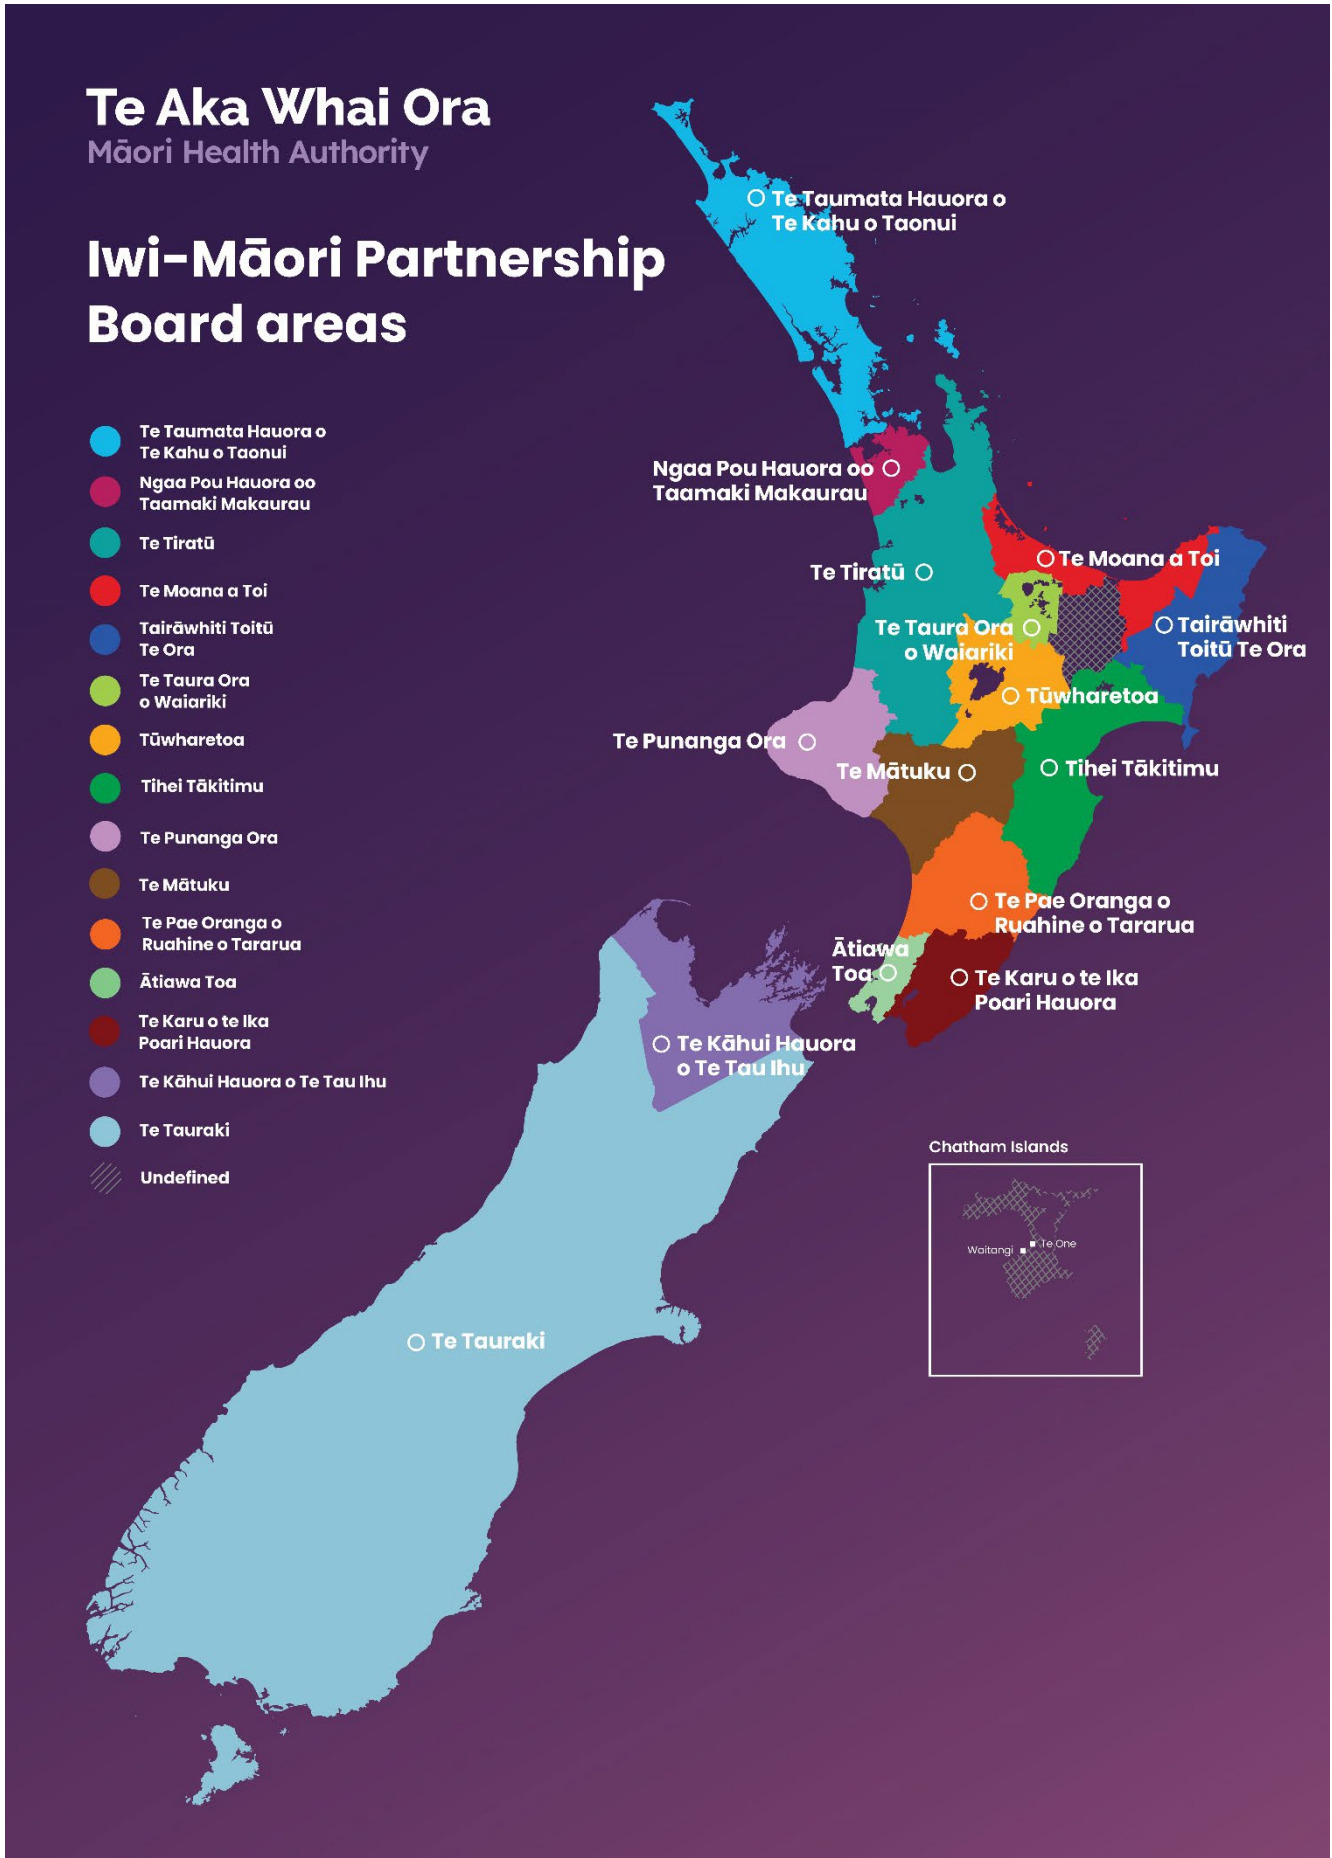 Te Aka Whai Ora
Māori Health Authority
Iwi-Māori Partnership
Board areas
Te Taumata Hauora o
Te Kahu o Taonui
Ngaa Pou Hauora oo
Taamaki Makaurau
Te Tiratū
Te Moana a Toi
Tairāwhiti Toitū
Te Ora
Te Taura Ora
o Waiariki
Tūwharetoa
Tihei Tākitimu
Te Punanga Ora
Te Mātuku
Te Pae Oranga o
Ruahine o Tararua
Ātiawa Toa
Te Karu o te Ika
Poari Hauora
Te Kāhui Hauora o Te Tau Ihu
Te Tauraki
Undefined
Te Taumata Hauora o
Te Kahu o Taonui
Ngaa Pou Hauora oo
Taamaki Makaurau
Te Moana a Toi
Te Tiratū
Te Taura Ora
o Waiariki
Tairāwhiti
Toitū Te Ora
Tūwharetoa
Te Punanga Ora
Te Mātuku
Tihei Tākitimu
Te Pae Oranga o
Ruahine o Tararua
Ātiawa
Toa
Te Karu o te Ika
Poari Hauora
Te Kāhui Hauora
o Te Tau Ihu
Te Tauraki
Chatham Islands
Te One
Waitangi